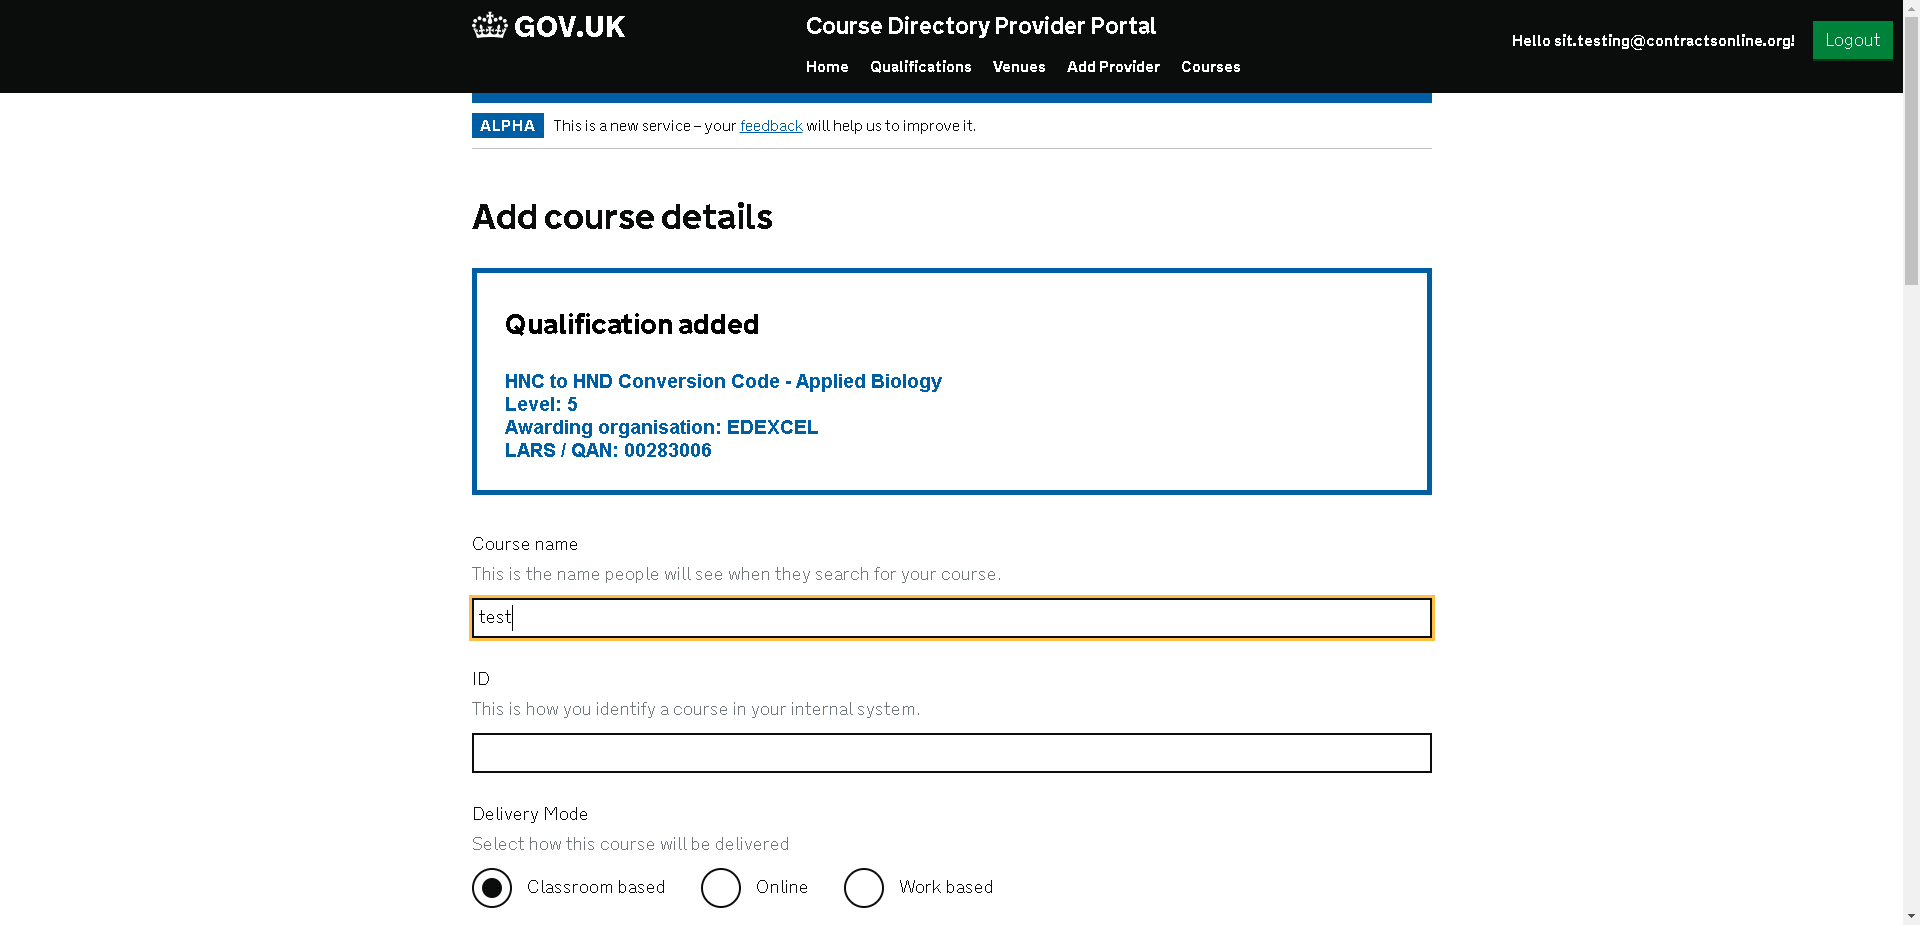 GOV.UK
Course Directory Provider Portal
Home Qualifications Venues Add Provider Courses
Hello sit.testing@contractsonline.org!
Logout
ALPHA This is a new service – your feedback will help us to improve it.
Add course details
Qualification added
HNC to HND Conversion Code - Applied Biology
Level: 5
Awarding organisation: EDEXCEL
LARS / QAN: 00283006
Course name
This is the name people will see when they search for your course.
test
ID
This is how you identify a course in your internal system.
Delivery Mode
Select how this course will be delivered
Classroom based Online Work based